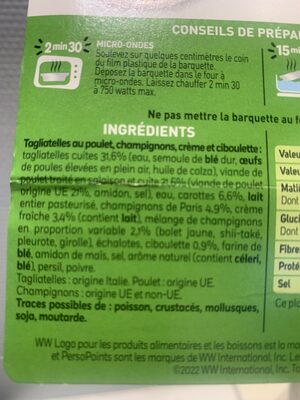 CONSEILS DE PRÉPA
2 min 30
MICRO-ONDES
Soulevez sur quelques centimètres le coin
du film plastique de la barquette.
Déposez la barquette dans le four à
micro-ondes. Laissez chauffer 2 min 30
à 750 watts max.
15 mi
Ne pas mettre la barquette au fo
INGRÉDIENTS
Tagliatelles au poulet, champignons, crème et ciboulette :
tagliatelles cuites 31,6% (eau, semoule de blé dur, œufs
de poules élevées en plein air, huile de colza), viande de
poulet traité en salaison et cuite 21,6% (viande de poulet
origine UE 21%, amidon, sel), eau, carottes 6,6%, lait
entier pasteurisé, champignons de Paris 4,9%, crème
fraîche 3,4% (contient lait), mélange de champignons
en proportion variable 2,1% (bolet jaune, shii-také,
pleurote, girolle), échalotes, ciboulette 0,9%, farine de
blé, amidon de maïs, sel, arôme naturel (contient céleri,
blé), persil, poivre.
Tagliatelles : origine Italie. Poulet : origine UE.
Champignons : origine UE et non-UE.
Traces possibles de : poisson, crustacés, mollusques,
soja, moutarde.
Valeu
Valeu
Mati
Dont
Gluci
Dont
Fibre
Proté
Sel
Ce pl
WW Logo pour les produits alimentaires et les boissons est la mo
et PersoPoints sont les marques de WW International, Inc. Le
©2022 WW International, Inc. To